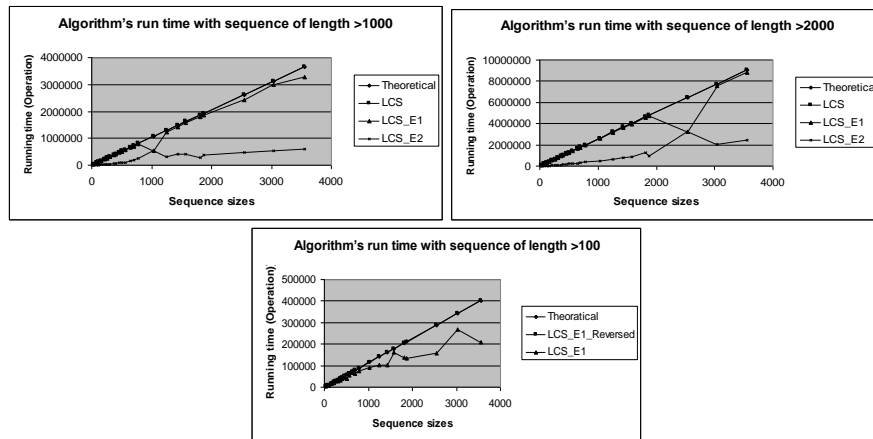 Algorithm's run time with sequence of length >1000
Running time (Operation)
4000000
3000000
2000000
1000000
0
0 1000 2000 3000 4000
Sequence sizes
Theoretical
LCS
LCS_E1
LCS_E2
Algorithm's run time with sequence of length >2000
Running time (Operation)
10000000
8000000
6000000
4000000
2000000
0
0 1000 2000 3000 4000
Sequence sizes
Theoretical
LCS
LCS_E1
LCS_E2
Algorithm's run time with sequence of length >100
Running time (Operation)
500000
400000
300000
200000
100000
0
0 1000 2000 3000 4000
Sequence sizes
Theoratical
LCS_E1_Reversed
LCS_E1